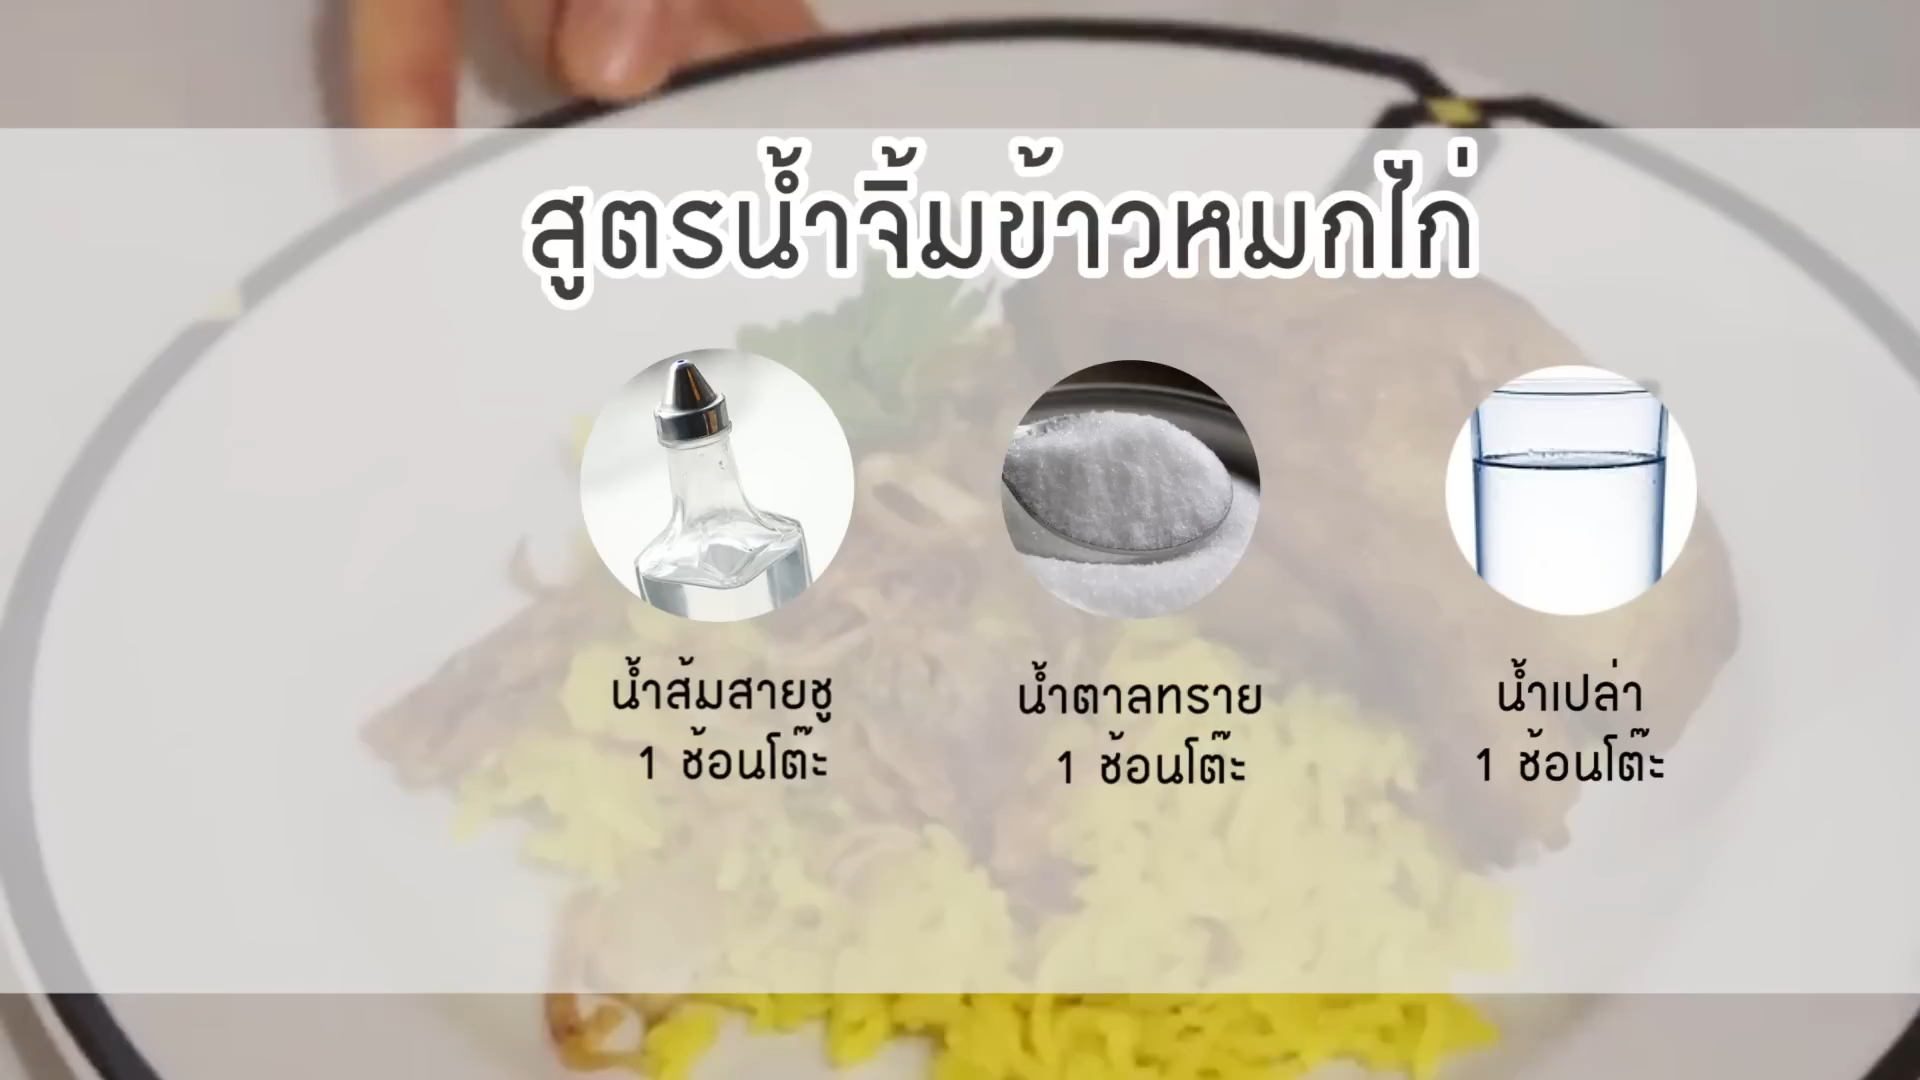 สูตรน้ำจิ้มข้าวหมกไก่
น้ำส้มสายชู
1 ช้อนโต๊ะ
น้ำตาลทราย
1 ช้อนโต๊ะ
น้ำเปล่า
1 ช้อนโต๊ะ